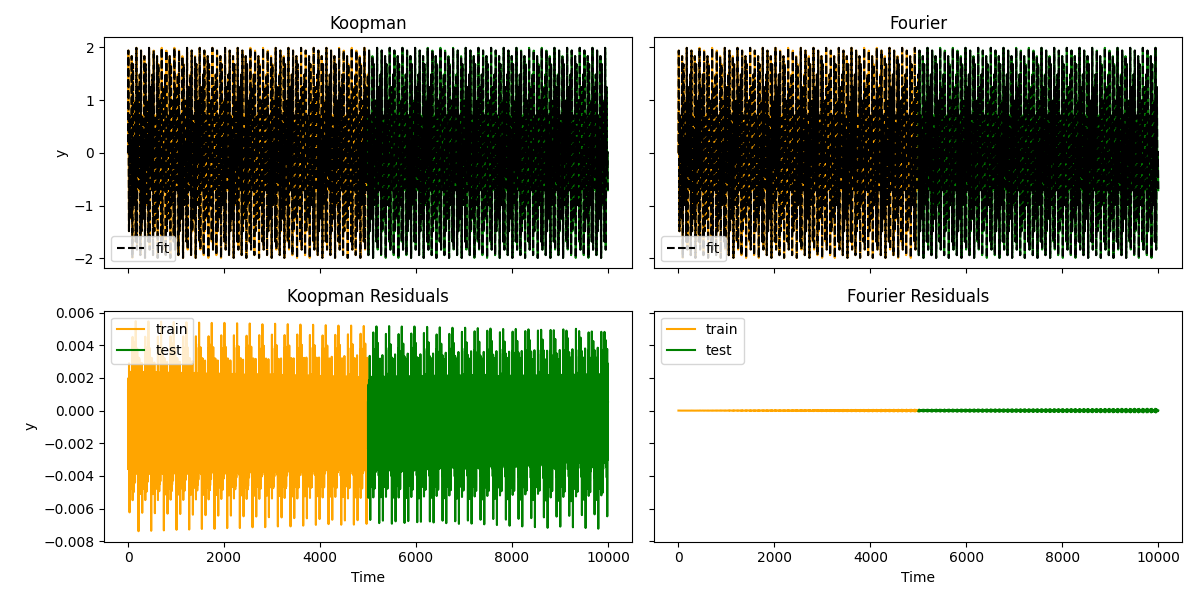 Koopman
Fourier
2
1
0
−1
−2
y
fit
fit
Koopman Residuals
Fourier Residuals
0.006
0.004
0.002
0.000
−0.002
−0.004
−0.006
−0.008
y
train
test
train
test
0 2000 4000 6000 8000 10000
0 2000 4000 6000 8000 10000
Time
Time